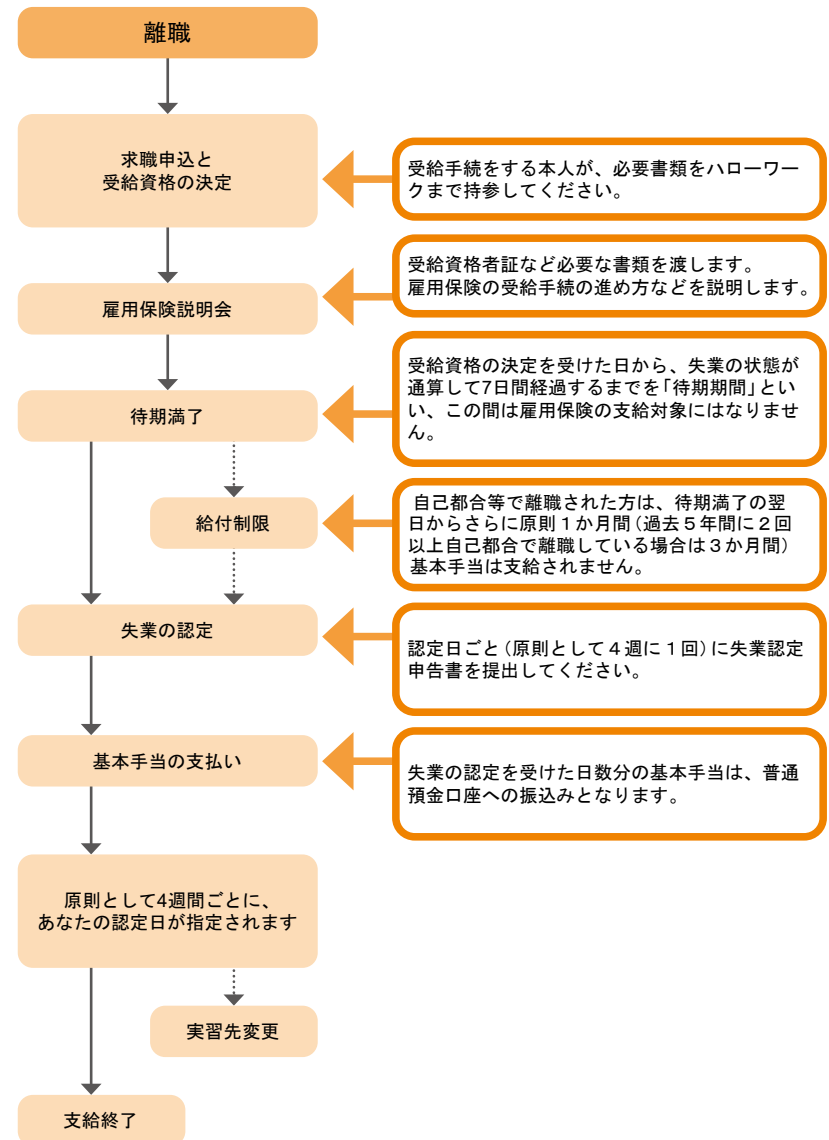 離職
求職申込と
受給資格の決定
受給手続をする本人が、必要書類をハローワー
クまで持参してください。
雇用保険説明会
受給資格者証など必要な書類を渡します。
雇用保険の受給手続の進め方などを説明します。
待期満了
受給資格の決定を受けた日から、失業の状態が
通算して7日間経過するまでを「待期期間」とい
い、この間は雇用保険の支給対象にはなりませ
ん。
給付制限
自己都合等で離職された方は、待期満了の翌
日からさらに原則１か月間（過去５年間に２回
以上自己都合で離職している場合は３か月間）
基本手当は支給されません。
失業の認定
認定日ごと（原則として４週に１回）に失業認定
申告書を提出してください。
基本手当の支払い
失業の認定を受けた日数分の基本手当は、普通
預金口座への振込みとなります。
原則として4週間ごとに、
あなたの認定日が指定されます
実習先変更
支給終了